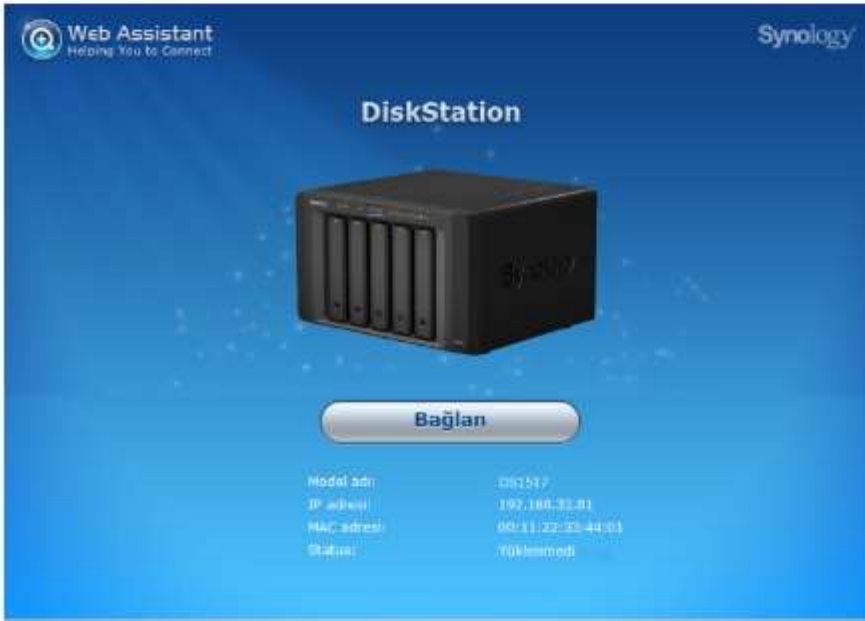 Web Assistant
Helping You to Connect
Synology
DiskStation
Synology
Bağlan
Model adı: DS1517
IP adresi: 192.168.32.81
MAC adresi: 00:11:22:33:44:01
Status: Yüklenmedi